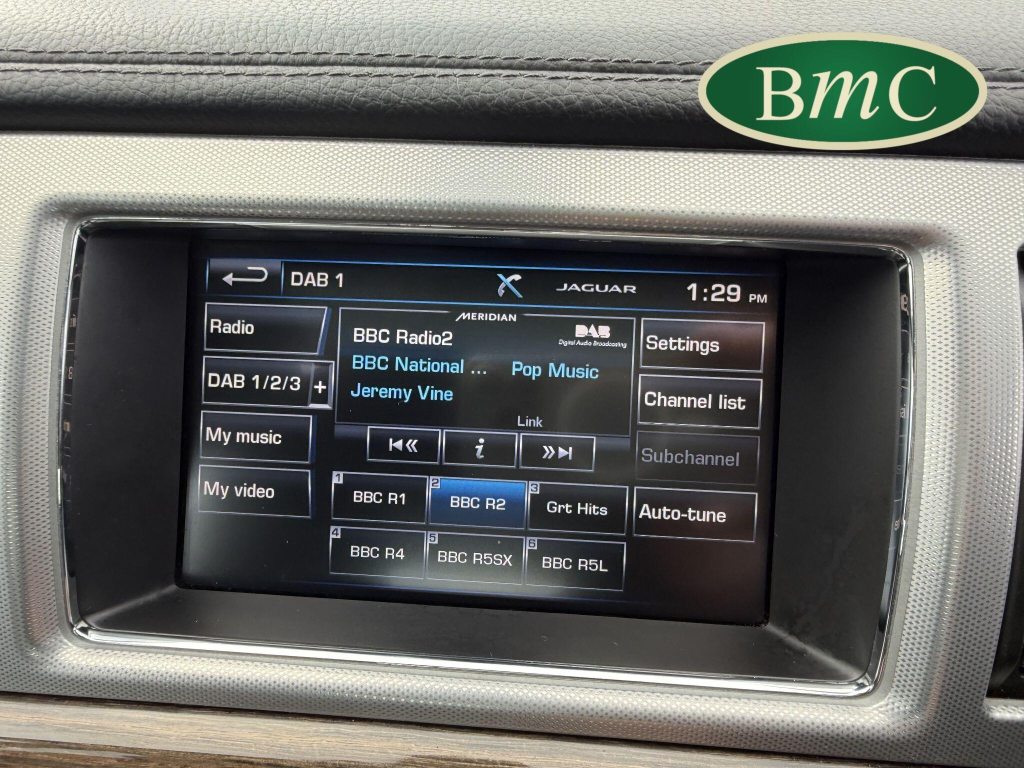 BmC
DAB 1
JAGUAR
1:29 PM
Radio
DAB 1/2/3 +
My music
My video
MERIDIAN
BBC Radio2
DAB
Digital Audio Broadcasting
BBC National ...
Pop Music
Jeremy Vine
Link
i
1 BBC R1
2 BBC R2
3 Grt Hits
4 BBC R4
5 BBC R5SX
6 BBC R5L
Settings
Channel list
Subchannel
Auto-tune